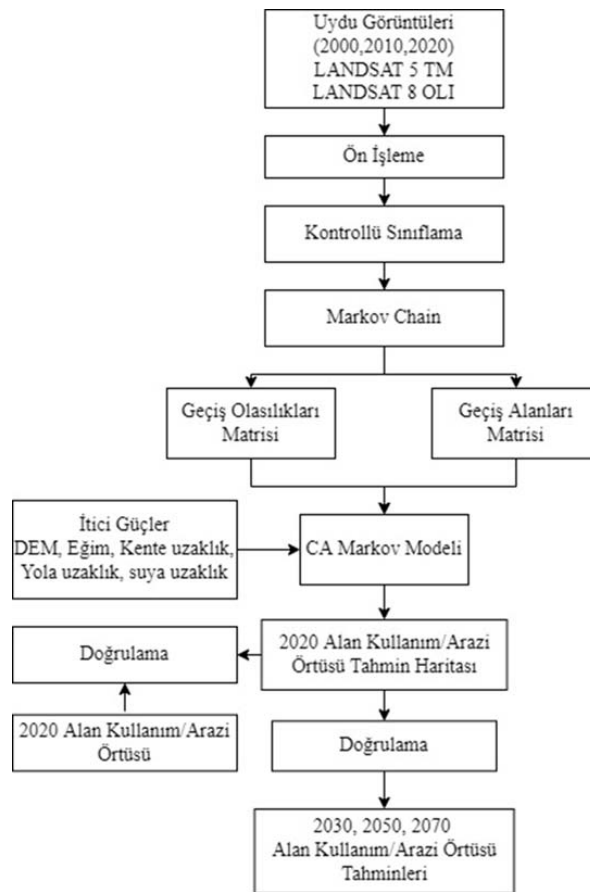 Uydu Görüntüleri
(2000,2010,2020)
LANDSAT 5 TM
LANDSAT 8 OLI
Ön İşleme
Kontrollü Sınıflama
Markov Chain
Geçiş Olasılıkları
Matrisi
Geçiş Alanları
Matrisi
İtici Güçler
DEM, Eğim, Kente uzaklık,
Yola uzaklık, suya uzaklık
CA Markov Modeli
2020 Alan Kullanım/Arazi
Örtüsü Tahmin Haritası
Doğrulama
2020 Alan Kullanım/Arazi
Örtüsü
Doğrulama
2030, 2050, 2070
Alan Kullanım/Arazi Örtüsü
Tahminleri